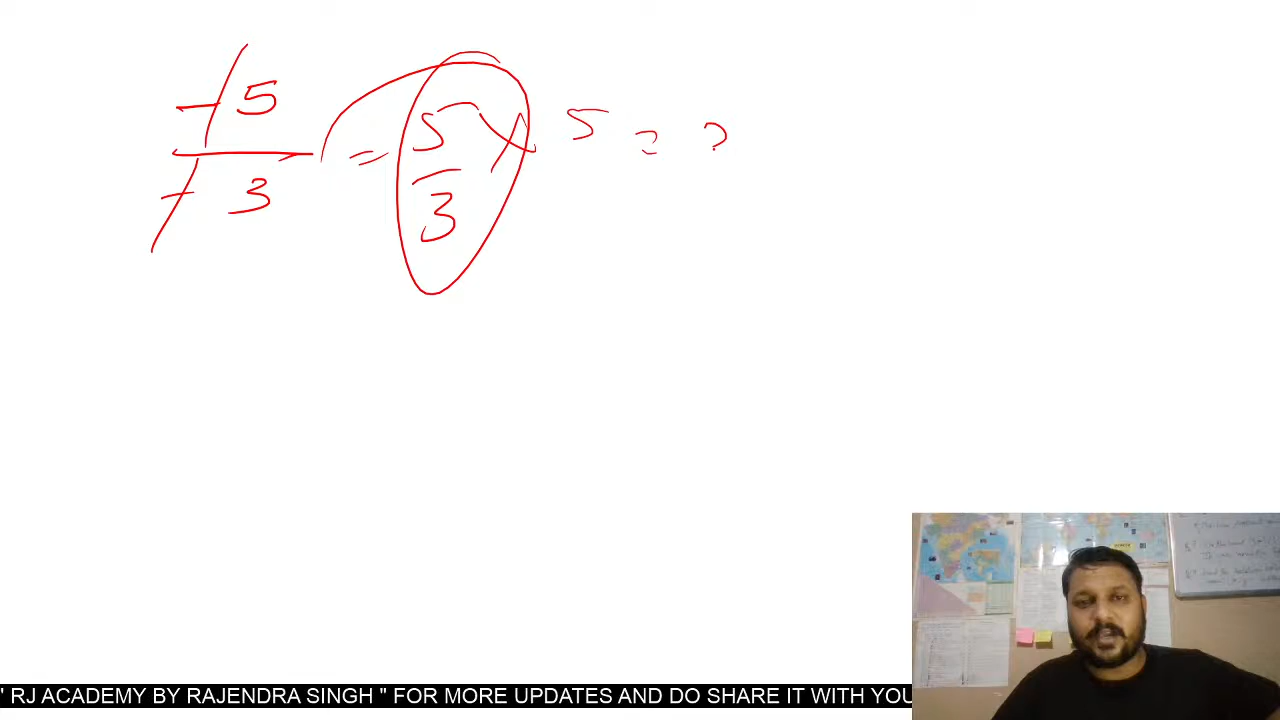 -5/-3 = 5/3 × 5 = ?
" RJ ACADEMY BY RAJENDRA SINGH " FOR MORE UPDATES AND DO SHARE IT WITH YOU